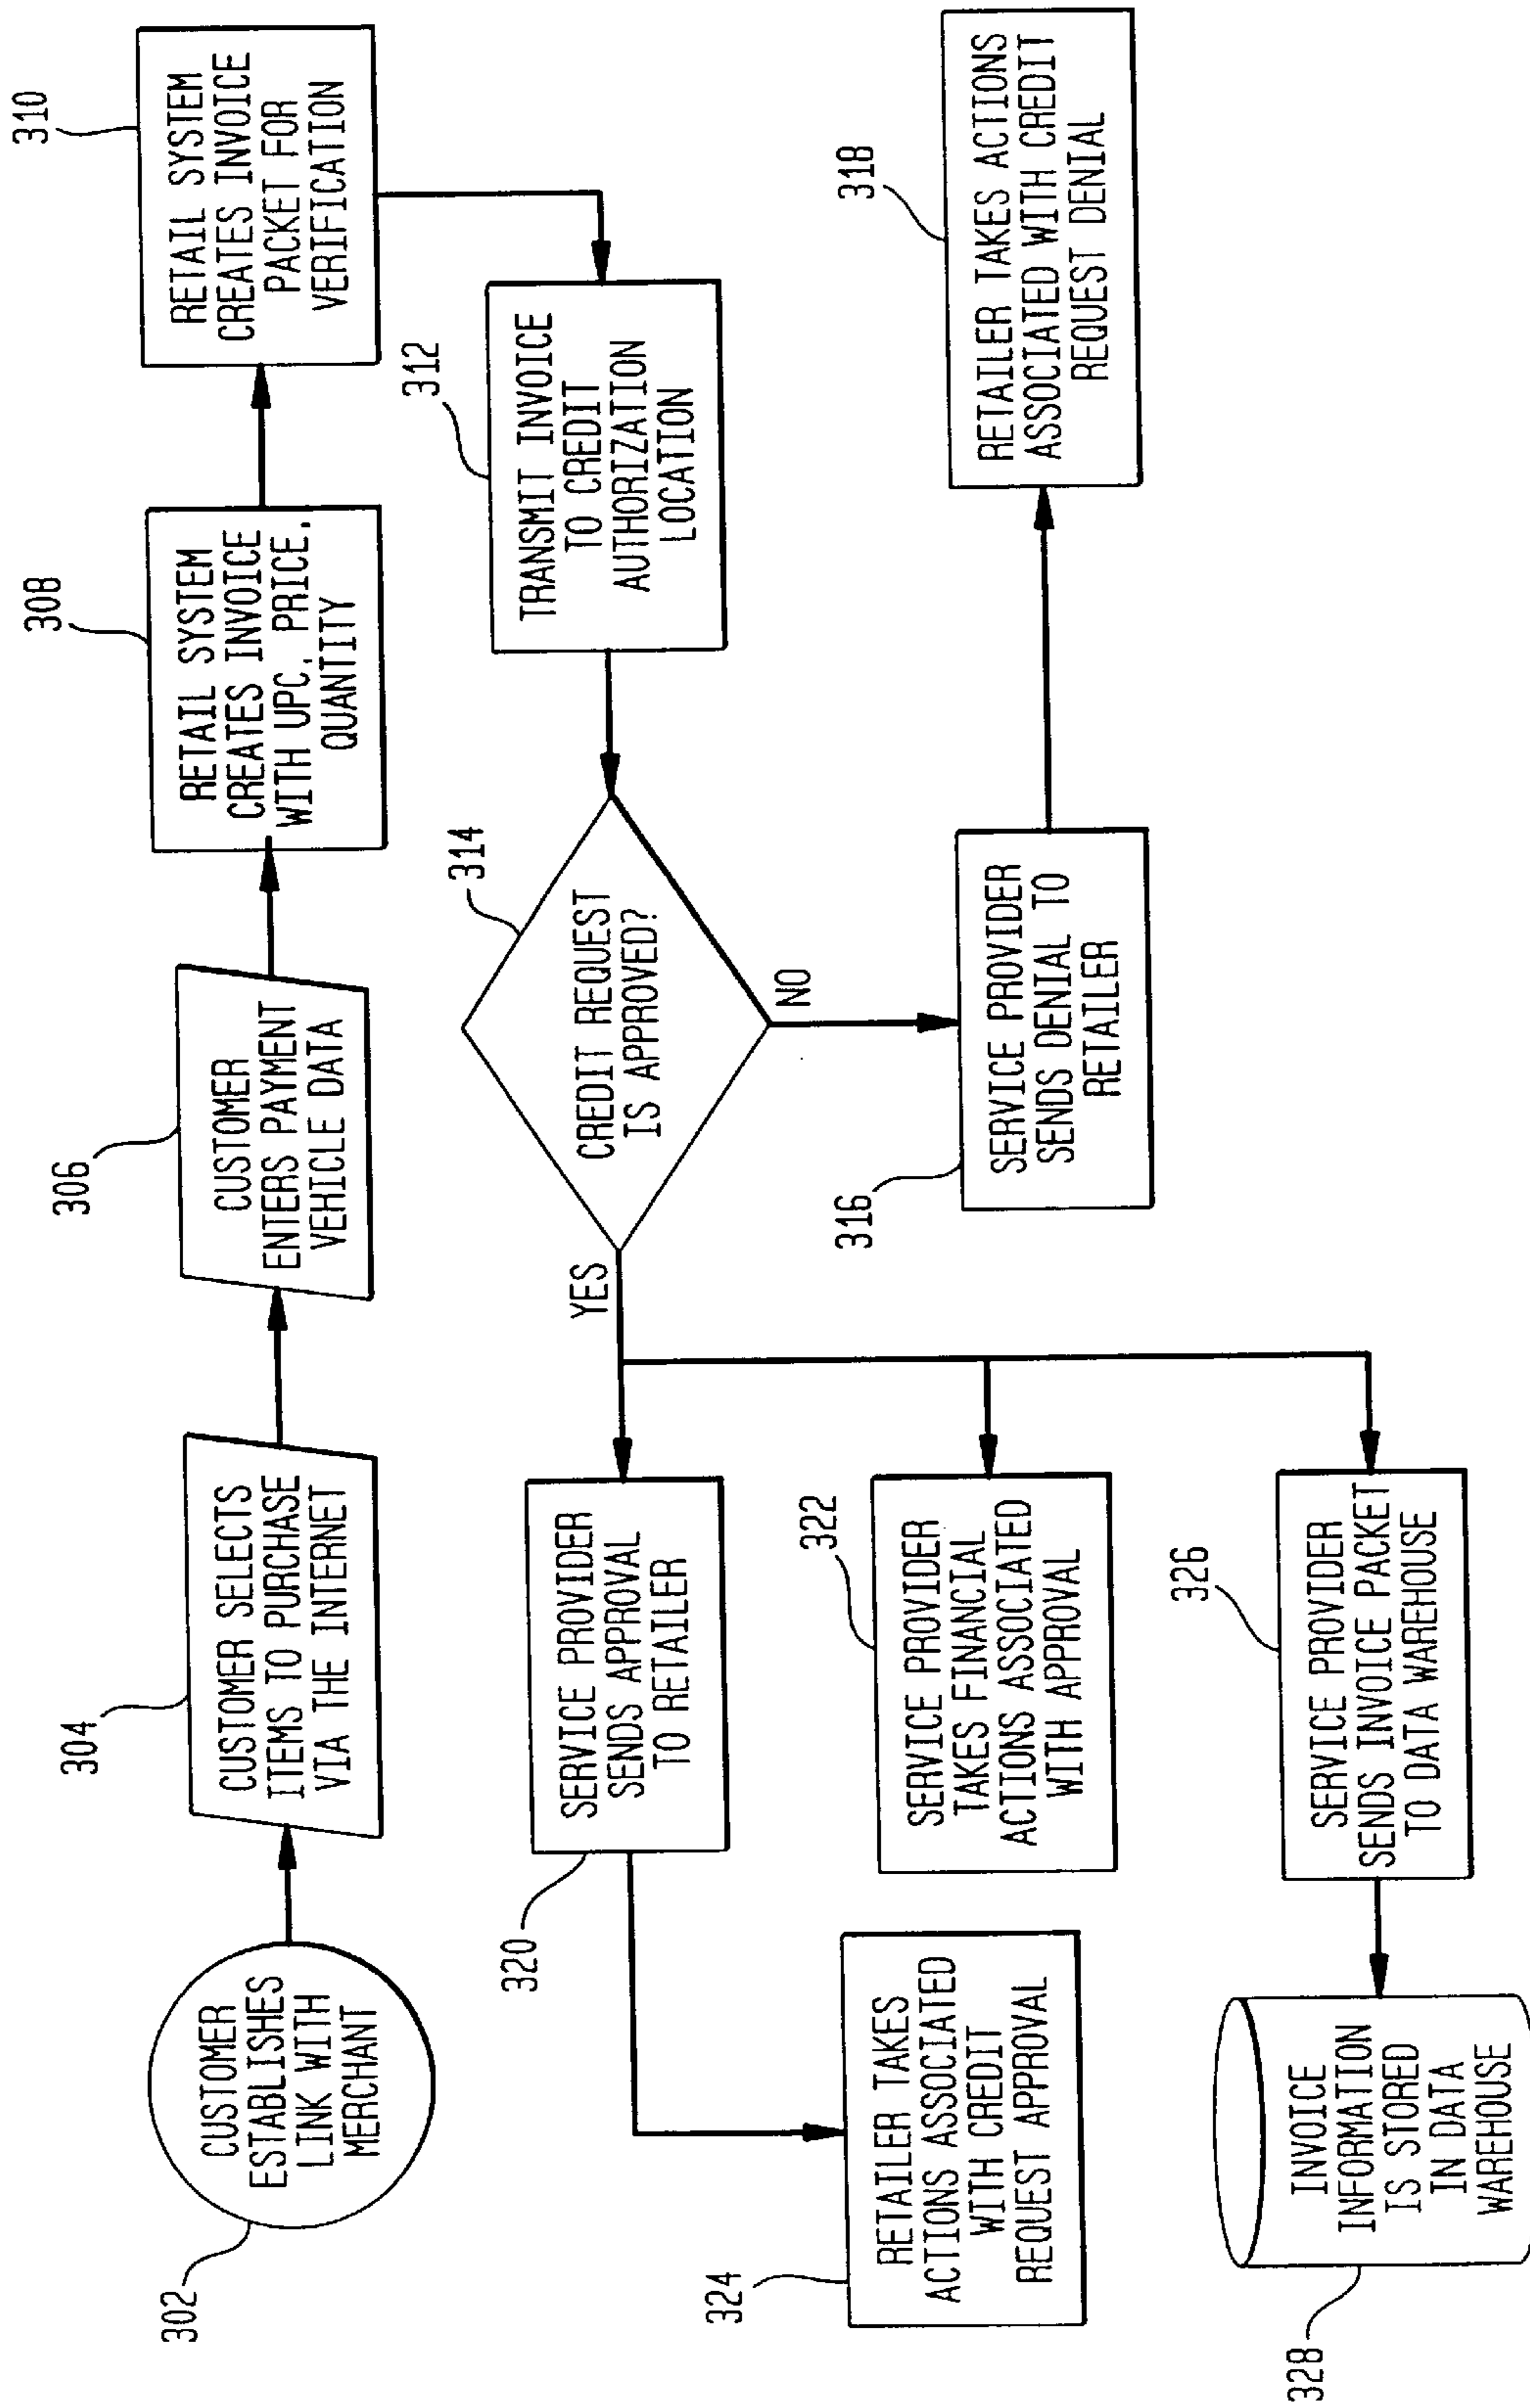 302
CUSTOMER
ESTABLISHES
LINK WITH
MERCHANT
304
CUSTOMER SELECTS
ITEMS TO PURCHASE
VIA THE INTERNET
306
CUSTOMER
ENTERS PAYMENT
VEHICLE DATA
308
RETAIL SYSTEM
CREATES INVOICE
WITH UPC, PRICE,
QUANTITY
310
RETAIL SYSTEM
CREATES INVOICE
PACKET FOR
VERIFICATION
312
TRANSMIT INVOICE
TO CREDIT
AUTHORIZATION
LOCATION
314
CREDIT REQUEST
IS APPROVED?
YES
NO
316
SERVICE PROVIDER
SENDS DENIAL TO
RETAILER
318
RETAILER TAKES ACTIONS
ASSOCIATED WITH CREDIT
REQUEST DENIAL
320
SERVICE PROVIDER
SENDS APPROVAL
TO RETAILER
322
SERVICE PROVIDER
TAKES FINANCIAL
ACTIONS ASSOCIATED
WITH APPROVAL
324
RETAILER TAKES
ACTIONS ASSOCIATED
WITH CREDIT
REQUEST APPROVAL
326
SERVICE PROVIDER
SENDS INVOICE PACKET
TO DATA WAREHOUSE
328
INVOICE
INFORMATION
IS STORED
IN DATA
WAREHOUSE